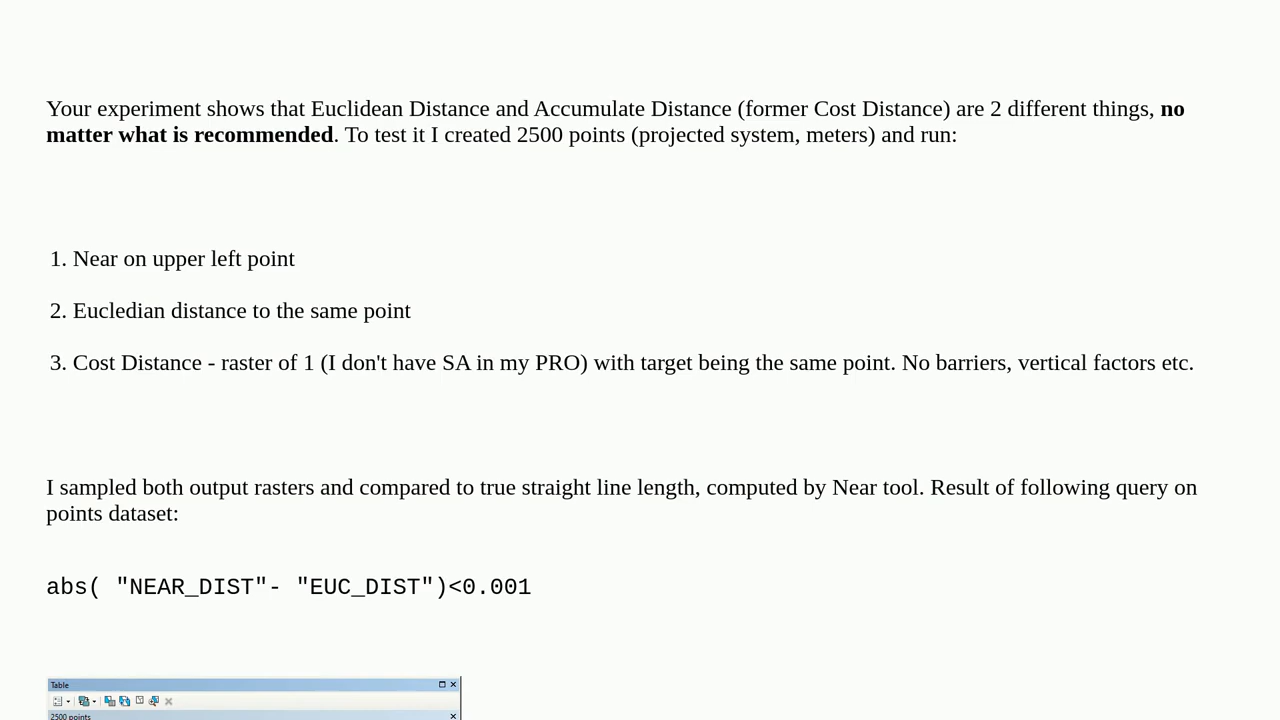 Your experiment shows that Euclidean Distance and Accumulate Distance (former Cost Distance) are 2 different things, no
matter what is recommended. To test it I created 2500 points (projected system, meters) and run:
1. Near on upper left point
2. Eucledian distance to the same point
3. Cost Distance - raster of 1 (I don't have SA in my PRO) with target being the same point. No barriers, vertical factors etc.
I sampled both output rasters and compared to true straight line length, computed by Near tool. Result of following query on
points dataset:
abs( "NEAR_DIST"- "EUC_DIST")<0.001
Table
2500 points